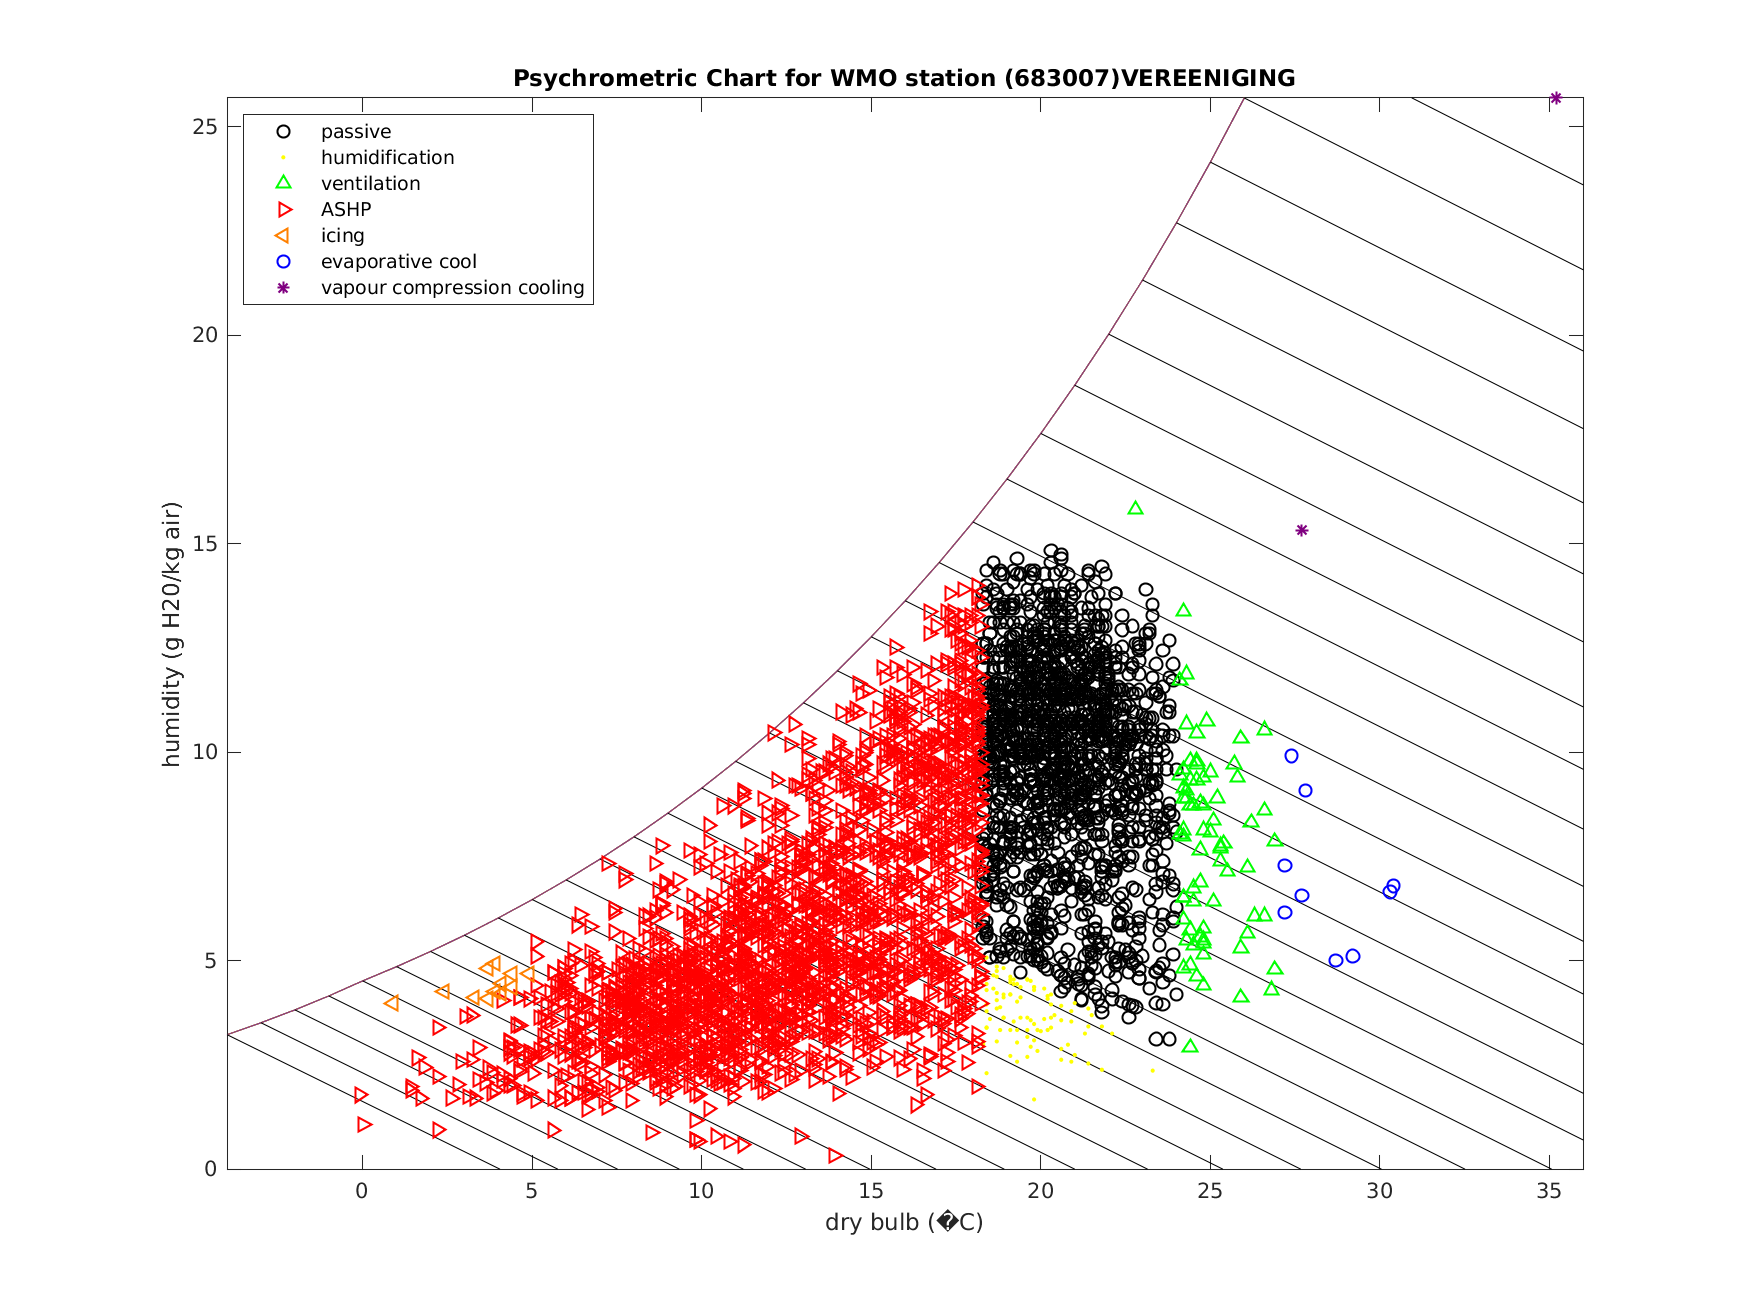 Psychrometric Chart for WMO station (683007)VEREENIGING
passive
humidification
ventilation
ASHP
icing
evaporative cool
vapour compression cooling
humidity (g H20/kg air)
25
20
15
10
5
0
0 5 10 15 20 25 30 35
dry bulb (�C)